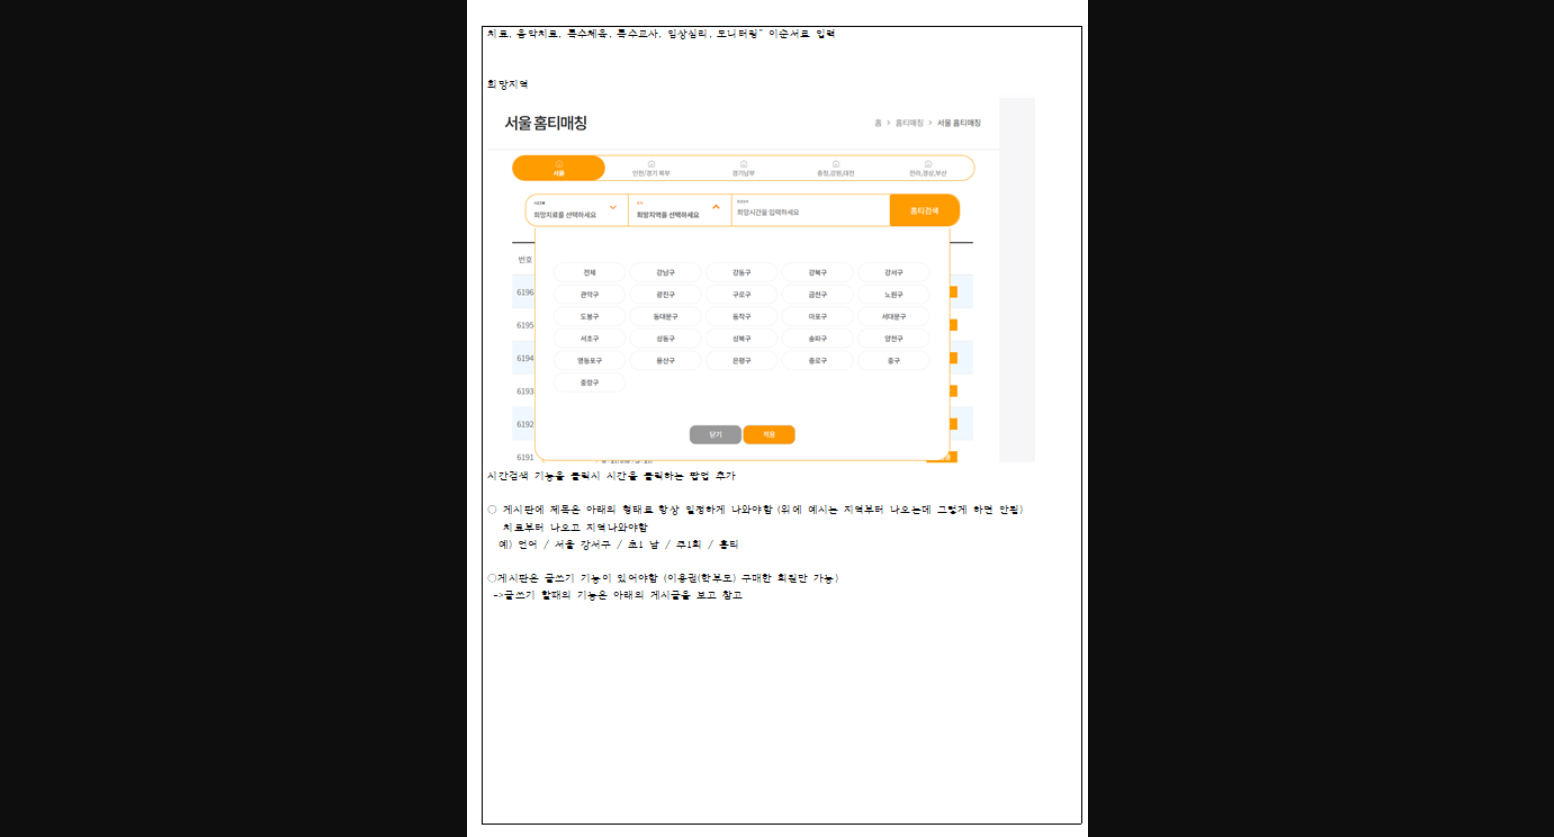 치료, 음악치료, 특수체육, 특수교사, 임상심리, 모니터링" 이순서로 입력
희망지역
서울 홈티매칭
홈 > 홈티매칭 > 서울 홈티매칭
서울 인천/경기 북부 경기남부 충청,강원,대전 전라,경상,부산
희망치료를 선택하세요 희망지역을 선택하세요 희망시간을 입력하세요 홈티검색
번호
전체 강남구 강동구 강북구 강서구
6196
관악구 광진구 구로구 금천구 노원구
도봉구 동대문구 동작구 마포구 서대문구
6195
서초구 성동구 성북구 송파구 양천구
6194
영등포구 용산구 은평구 종로구 중구
중랑구
6193
6192
닫기 적용
6191
시간검색 기능을 클릭시 시간을 클릭하는 팝업 추가
○ 게시판에 제목은 아래의 형태로 항상 일정하게 나와야함 (위에 예시는 지역부터 나오는데 그렇게 하면 안됨)
치료부터 나오고 지역나와야함
예) 언어 / 서울 강서구 / 초1 남 / 주1회 / 홈티
○게시판은 글쓰기 기능이 있어야함 (이용권(학부모) 구매한 회원만 가능)
->글쓰기 할때의 기능은 아래의 게시글을 보고 참고